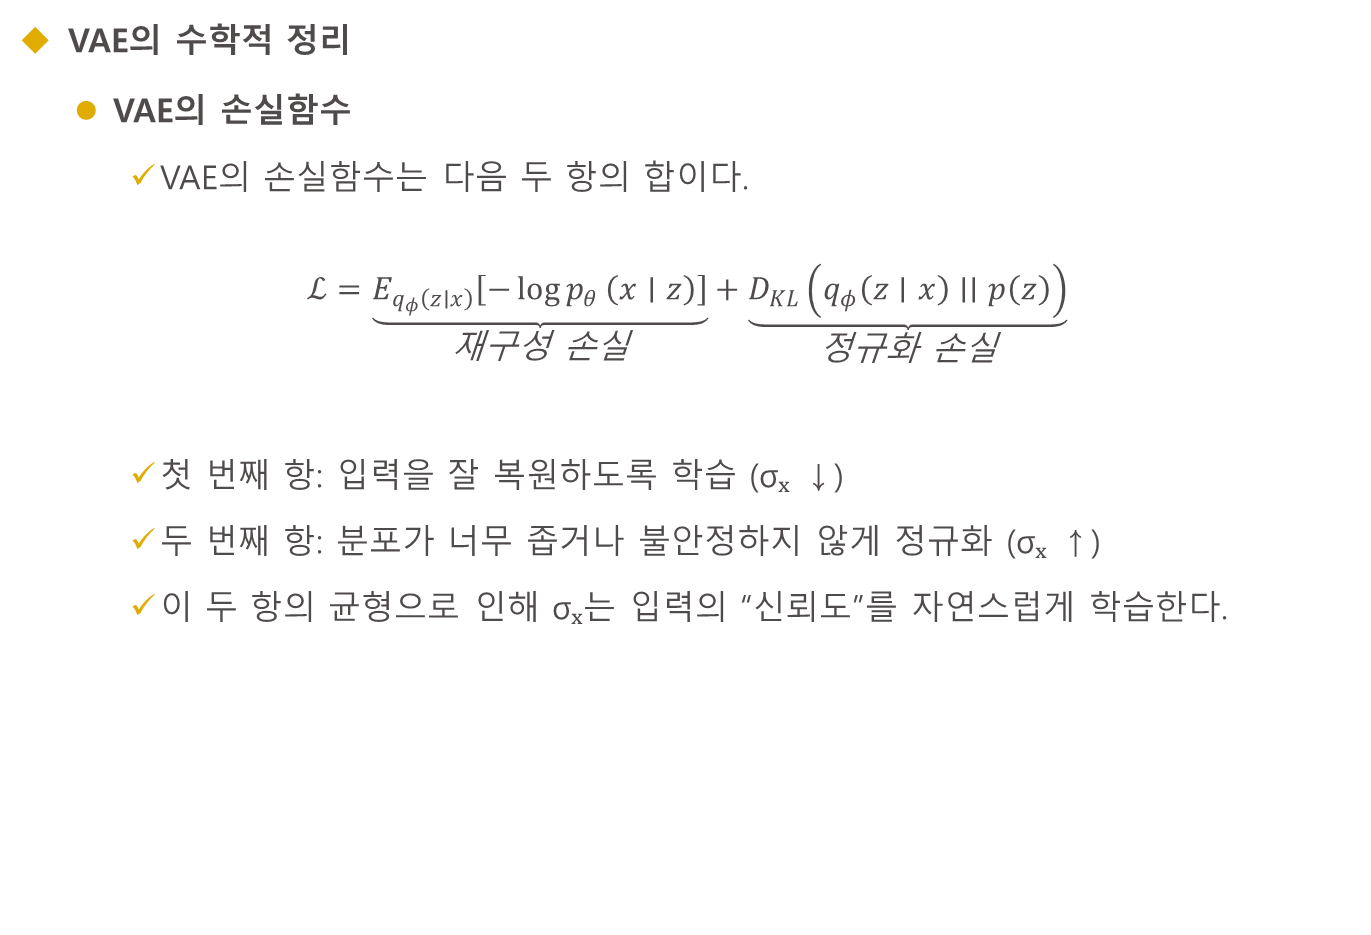 ◆ VAE의 수학적 정리
● VAE의 손실함수
✓VAE의 손실함수는 다음 두 항의 합이다.
ℒ = E_{q_ϕ(z∣x)}[− log p_θ (x ∣ z)] + D_{KL} (q_ϕ(z ∣ x) || p(z))
재구성 손실 정규화 손실
✓첫 번째 항: 입력을 잘 복원하도록 학습 (σₓ ↓)
✓두 번째 항: 분포가 너무 좁거나 불안정하지 않게 정규화 (σₓ ↑)
✓이 두 항의 균형으로 인해 σₓ는 입력의 “신뢰도”를 자연스럽게 학습한다.